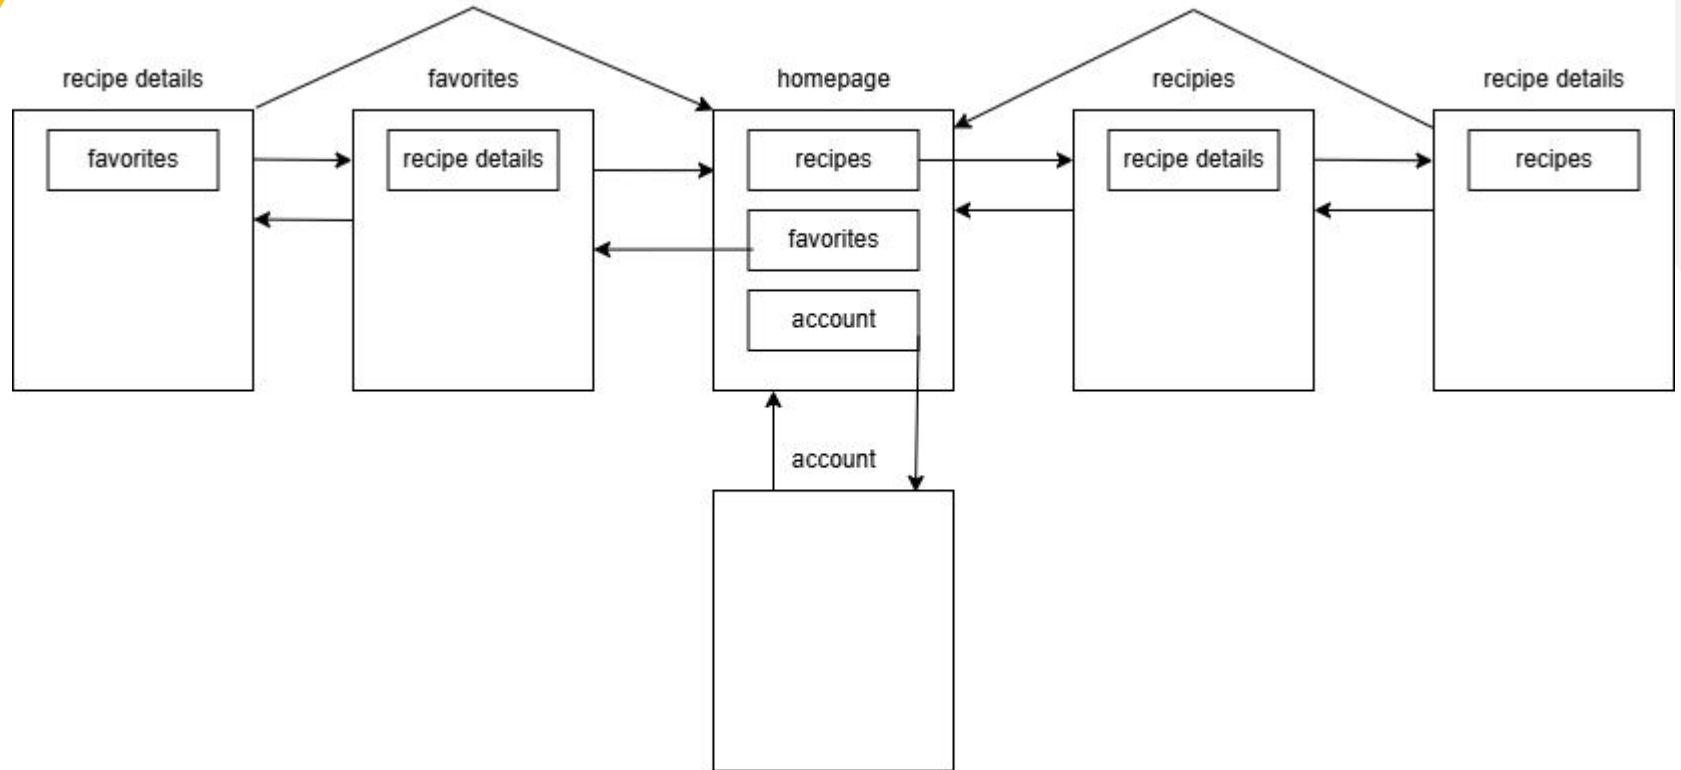 recipe details
favorites
homepage
recipies
recipe details
favorites
recipe details
recipes
recipe details
recipes
favorites
account
account